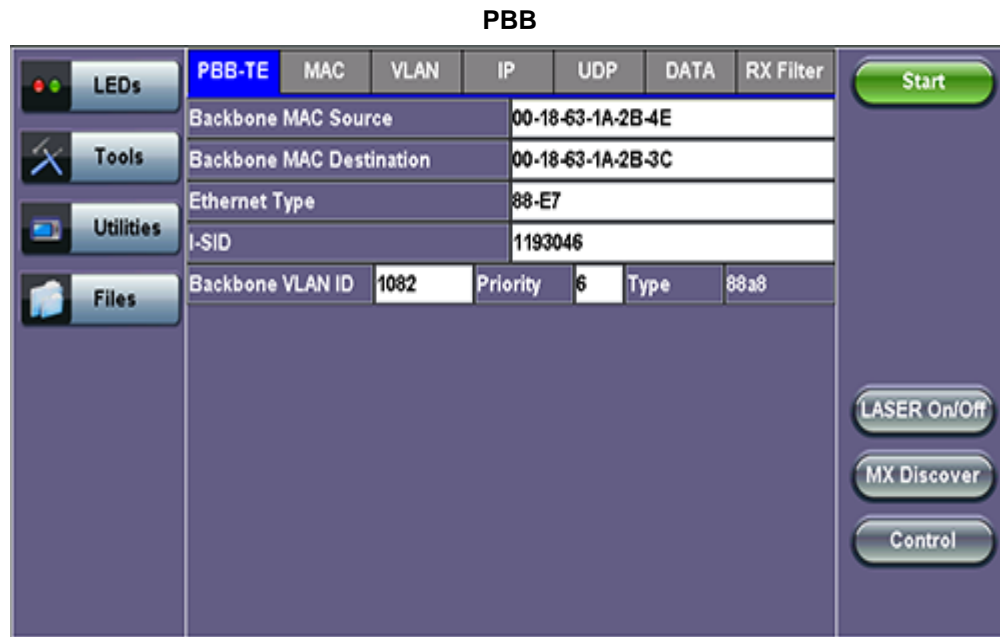 PBB
LEDs
Tools
Utilities
Files
PBB-TE MAC VLAN IP UDP DATA RX Filter
Backbone MAC Source 00-18-63-1A-2B-4E
Backbone MAC Destination 00-18-63-1A-2B-3C
Ethernet Type 88-E7
I-SID 1193046
Backbone VLAN ID 1082 Priority 6 Type 88a8
Start
LASER On/Off
MX Discover
Control